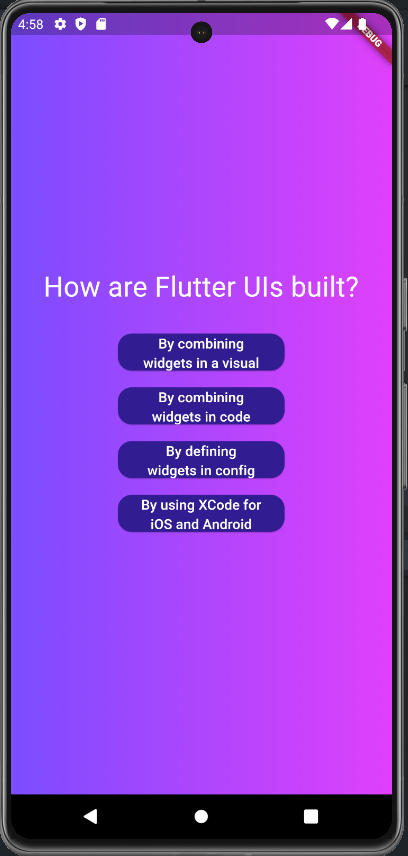 4:58
DEBUG
How are Flutter UIs built?
By combining
widgets in a visual
By combining
widgets in code
By defining
widgets in config
By using XCode for
iOS and Android